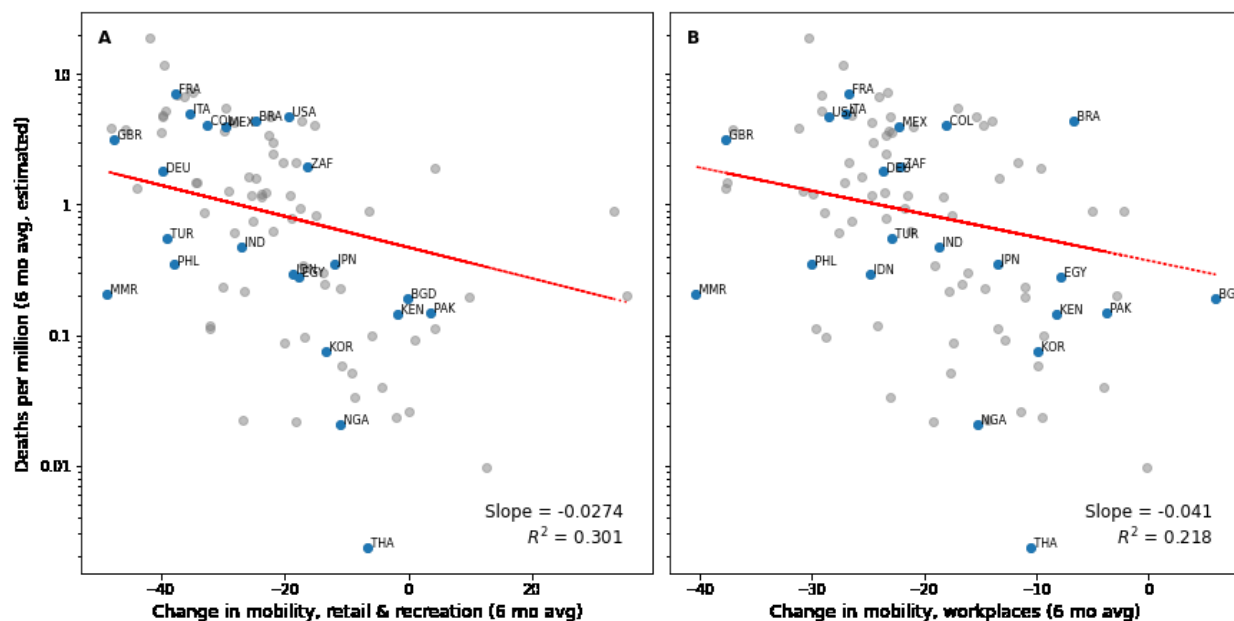 A
Deaths per million (6 mo avg, estimated)
10
1
0.1
0.01
FRA
ITA
COL
MEX
BRA
USA
GBR
DEU
ZAF
TUR
IND
PHL
JPN
IDN
EGY
MMR
BGD
KEN
PAK
KOR
NGA
THA
Slope = -0.0274
R² = 0.301
−40 −20 0 20
Change in mobility, retail & recreation (6 mo avg)
B
FRA
USA
ITA
MEX
COL
BRA
GBR
DEU
ZAF
TUR
IND
PHL
IDN
JPN
EGY
MMR
BG
KEN
PAK
KOR
NGA
THA
Slope = -0.041
R² = 0.218
−40 −30 −20 −10 0
Change in mobility, workplaces (6 mo avg)